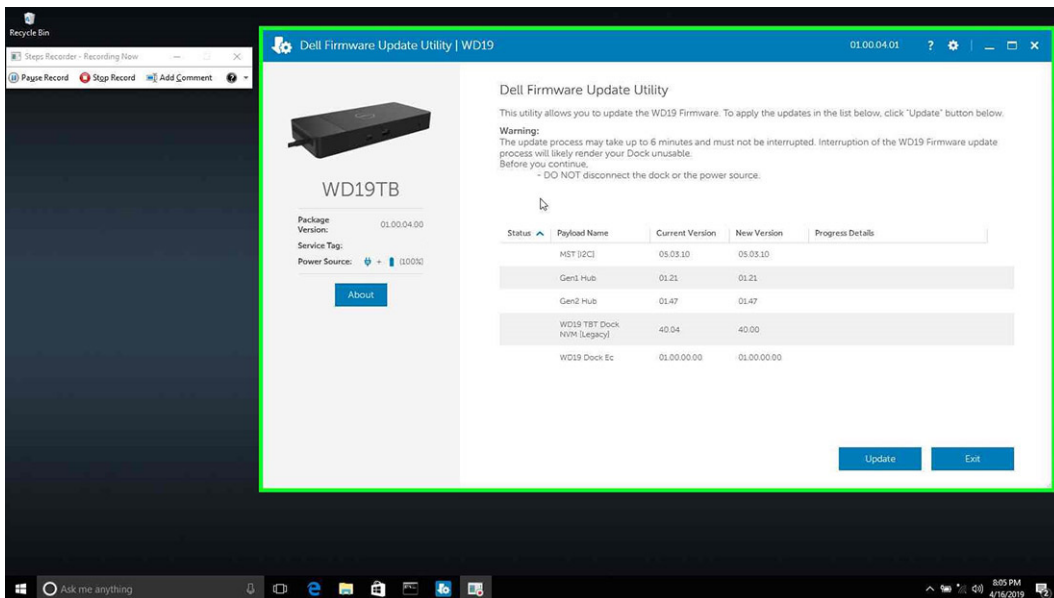 Recycle Bin
Steps Recorder - Recording Now
Pause Record Stop Record Add Comment
Dell Firmware Update Utility | WD19
01.00.04.01
Dell Firmware Update Utility
This utility allows you to update the WD19 Firmware. To apply the updates in the list below, click "Update" button below.
Warning:
The update process may take up to 6 minutes and must not be interrupted. Interruption of the WD19 Firmware update
process will likely render your Dock unusable.
Before you continue,
- DO NOT disconnect the dock or the power source.
WD19TB
Package
Version: 01.00.04.00
Service Tag:
Power Source: + (100%)
About
Status Payload Name Current Version New Version Progress Details
MST [I2C] 05.03.10 05.03.10
Gen1 Hub 01.21 01.21
Gen2 Hub 01.47 01.47
WD19 TBT Dock
NVM [Legacy] 40.04 40.00
WD19 Dock Ec 01.00.00.00 01.00.00.00
Update Exit
Ask me anything
8:05 PM
4/16/2019